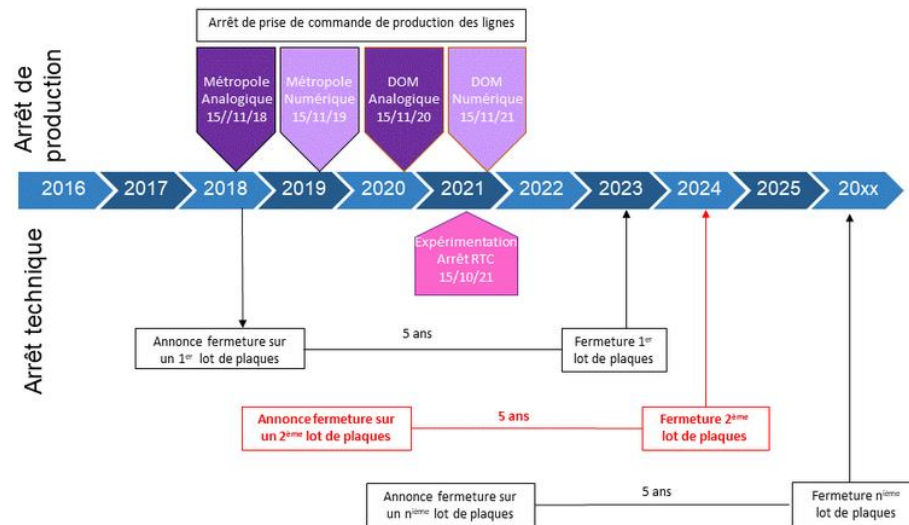 Arrêt de prise de commande de production des lignes
Arrêt de
production
Métropole
Analogique
15//11/18
Métropole
Numérique
15/11/19
DOM
Analogique
15/11/20
DOM
Numérique
15/11/21
2016
2017
2018
2019
2020
2021
2022
2023
2024
2025
20xx
Arrêt technique
Expérimentation
Arrêt RTC
15/10/21
Annonce fermeture sur
un 1er lot de plaques
5 ans
Fermeture 1er
lot de plaques
Annonce fermeture sur
un 2ème lot de plaques
5 ans
Fermeture 2ème
lot de plaques
Annonce fermeture sur
un nième lot de plaques
5 ans
Fermeture nième
lot de plaques